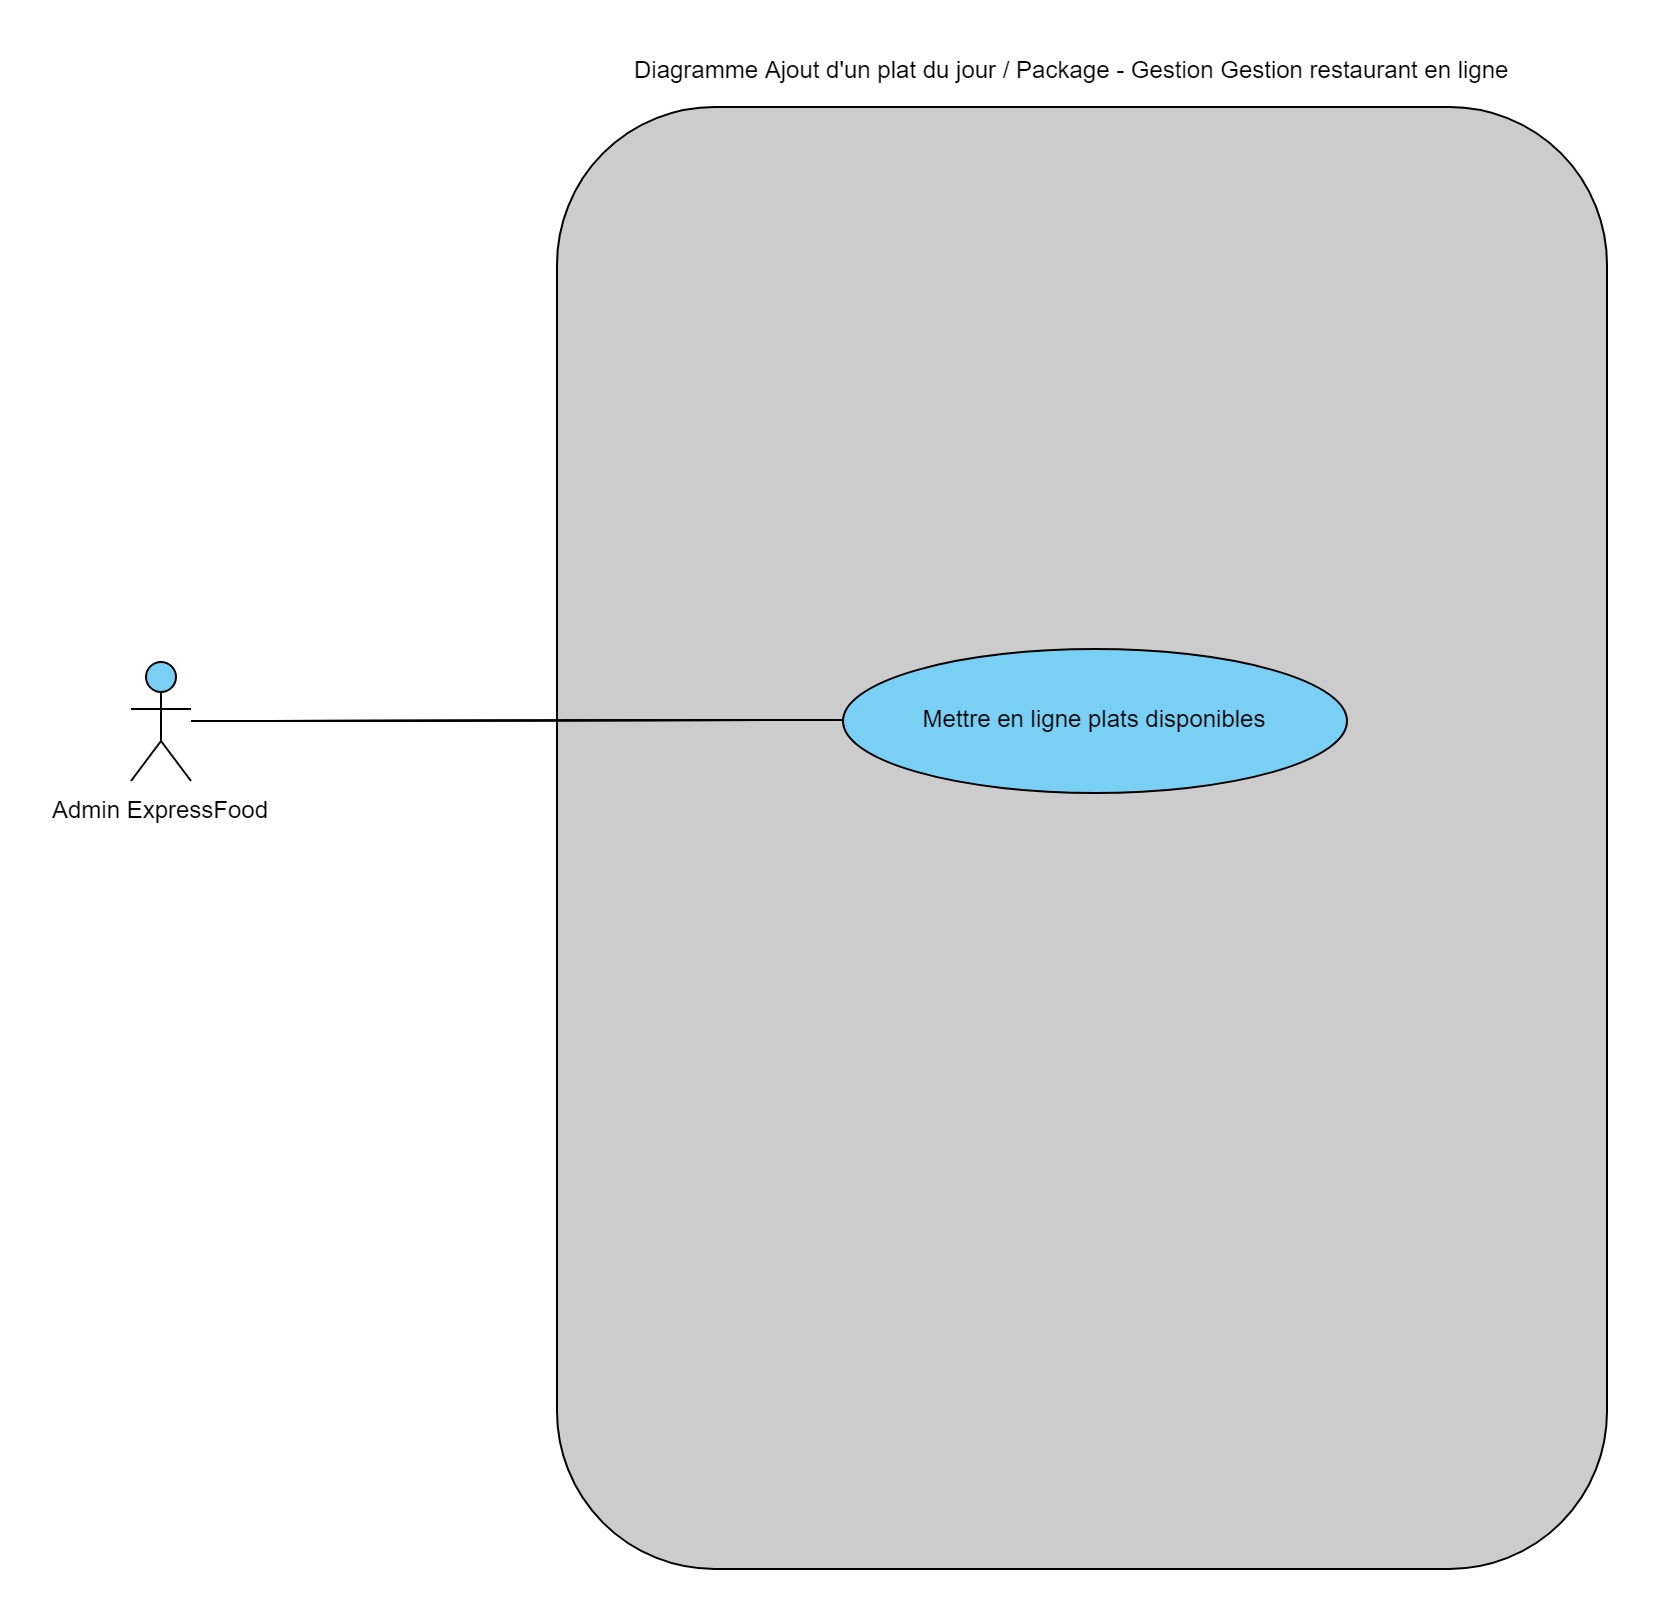 Diagramme Ajout d'un plat du jour / Package - Gestion Gestion restaurant en ligne
Mettre en ligne plats disponibles
Admin ExpressFood